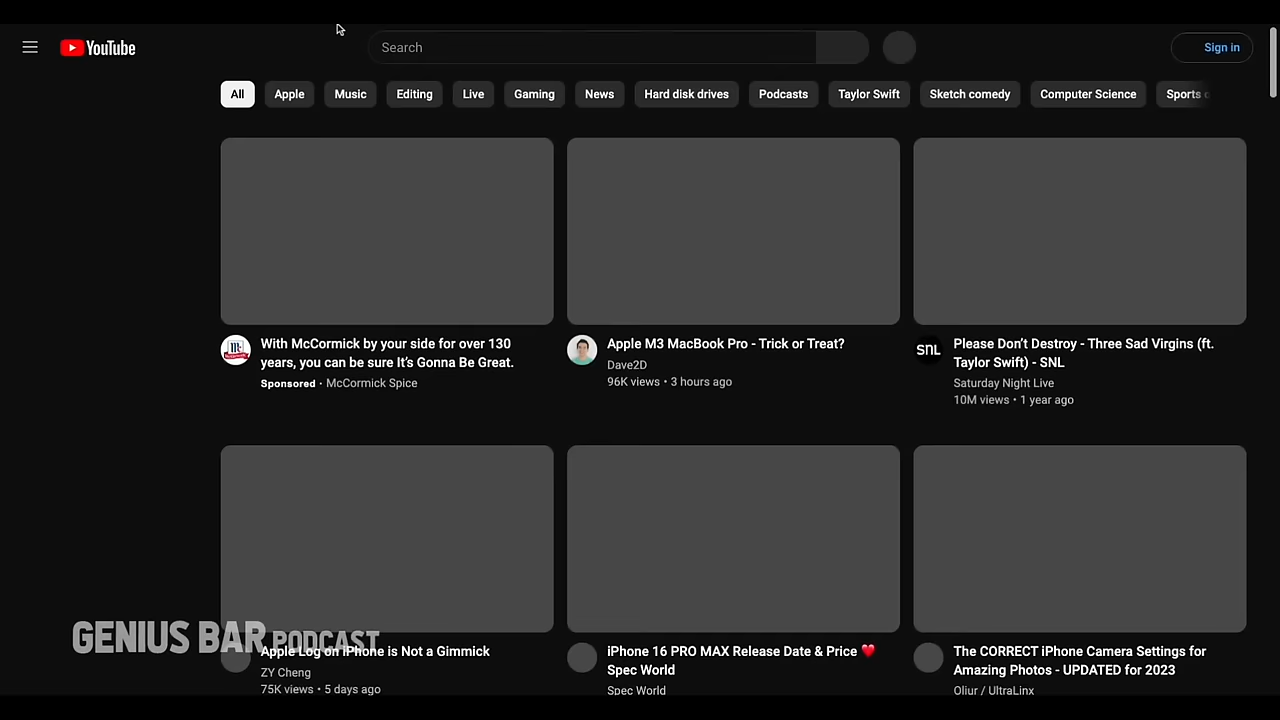 YouTube
Search
Sign in
All
Apple
Music
Editing
Live
Gaming
News
Hard disk drives
Podcasts
Taylor Swift
Sketch comedy
Computer Science
Sports
With McCormick by your side for over 130
years, you can be sure It’s Gonna Be Great.
Sponsored · McCormick Spice
Apple M3 MacBook Pro - Trick or Treat?
Dave2D
96K views • 3 hours ago
SNL
Please Don’t Destroy - Three Sad Virgins (ft.
Taylor Swift) - SNL
Saturday Night Live
10M views • 1 year ago
GENIUS BAR PODCAST
Apple Log on iPhone is Not a Gimmick
ZY Cheng
75K views • 5 days ago
iPhone 16 PRO MAX Release Date & Price ❤️
Spec World
Spec World
The CORRECT iPhone Camera Settings for
Amazing Photos - UPDATED for 2023
Oliur / UltraLinx